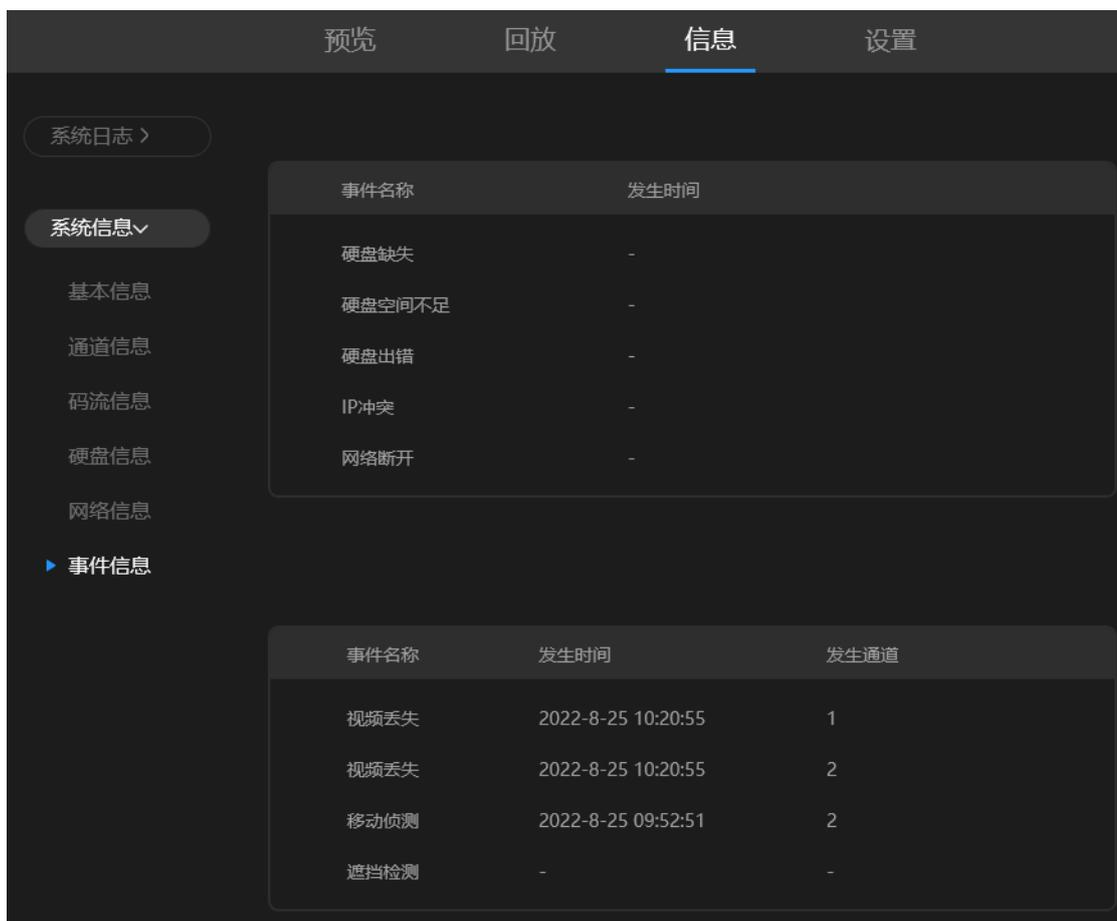 预览 回放 信息 设置
系统日志
系统信息
基本信息
通道信息
码流信息
硬盘信息
网络信息
事件信息
事件名称 发生时间
硬盘缺失 -
硬盘空间不足 -
硬盘出错 -
IP冲突 -
网络断开 -
事件名称 发生时间 发生通道
视频丢失 2022-8-25 10:20:55 1
视频丢失 2022-8-25 10:20:55 2
移动侦测 2022-8-25 09:52:51 2
遮挡检测 - -